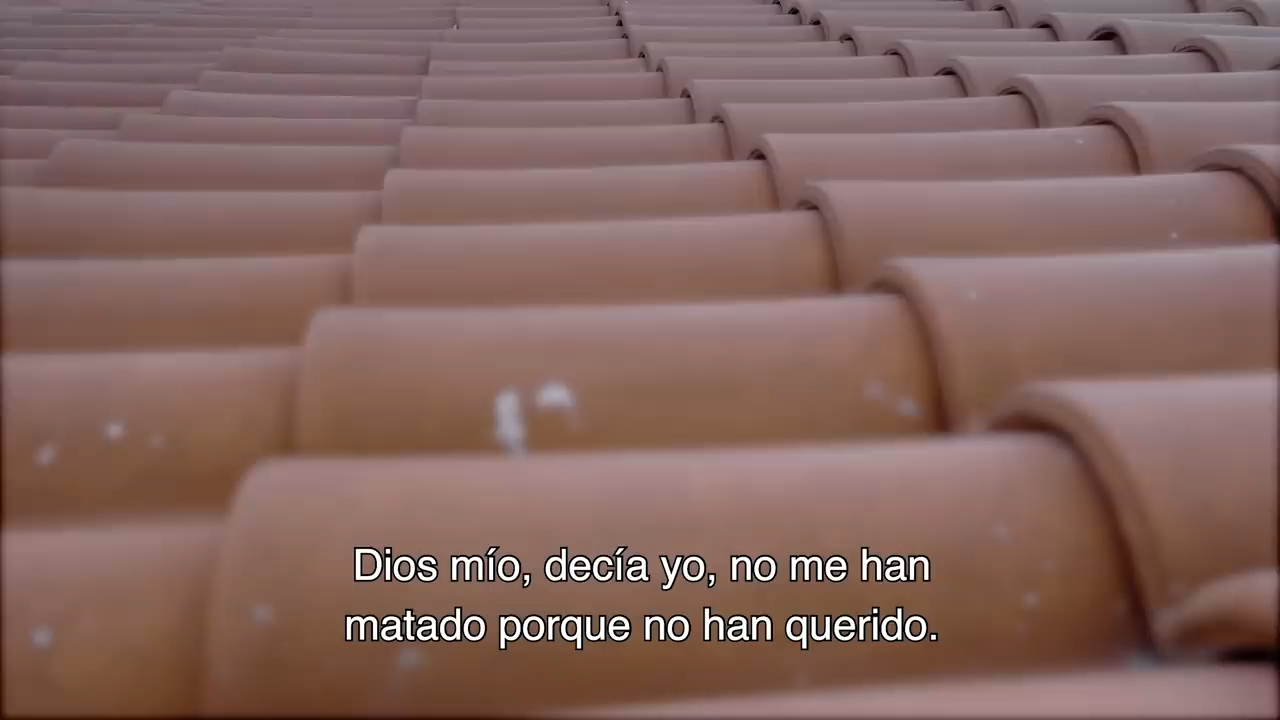 Dios mío, decía yo, no me han
matado porque no han querido.